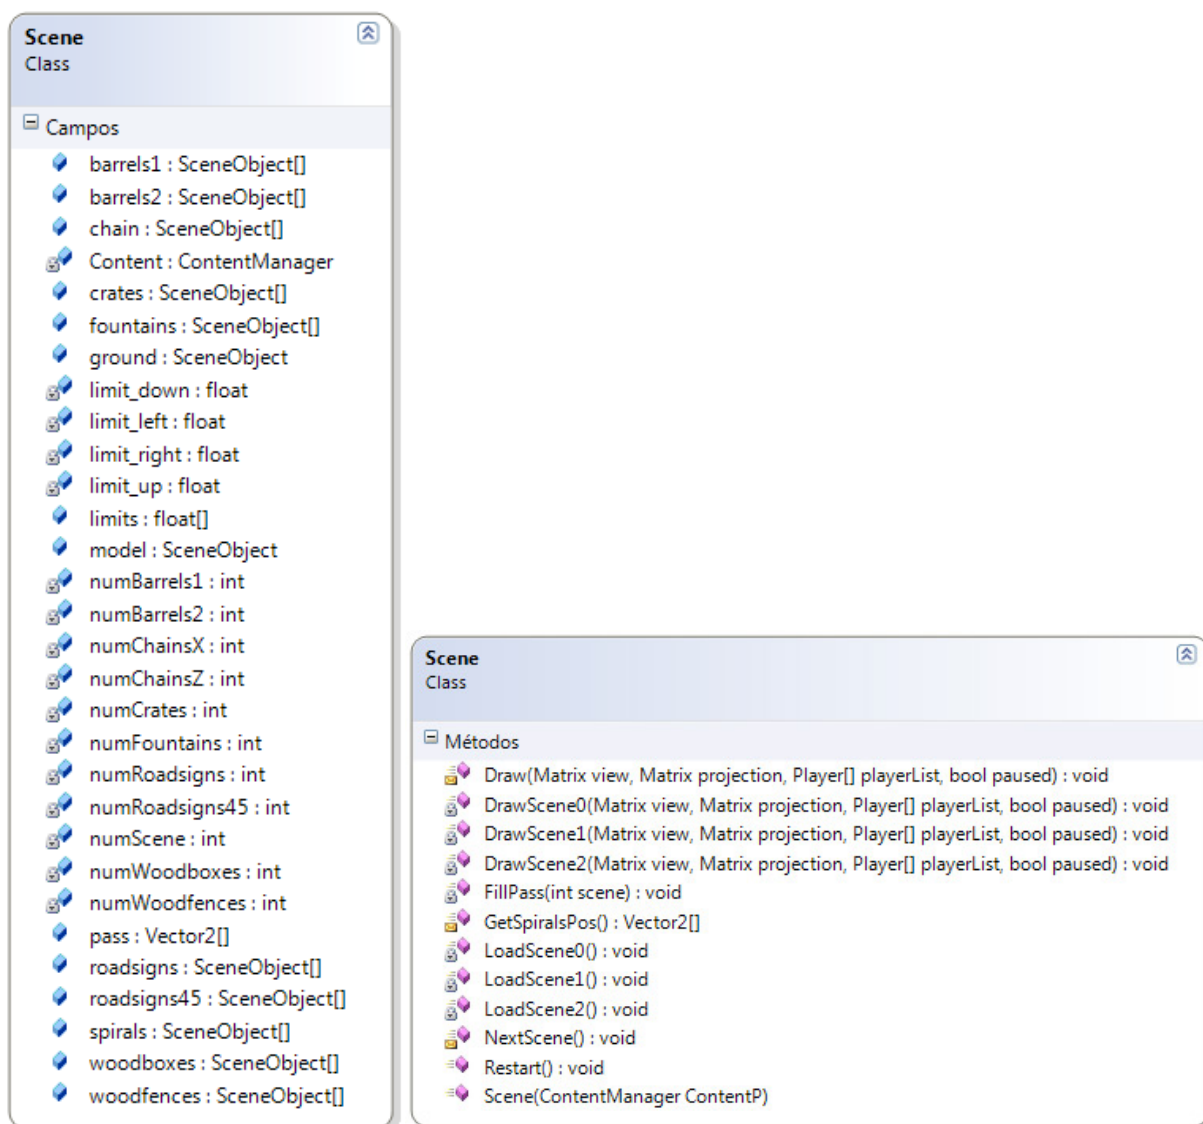 Scene
Class
Campos
barrels1 : SceneObject[]
barrels2 : SceneObject[]
chain : SceneObject[]
Content : ContentManager
crates : SceneObject[]
fountains : SceneObject[]
ground : SceneObject
limit_down : float
limit_left : float
limit_right : float
limit_up : float
limits : float[]
model : SceneObject
numBarrels1 : int
numBarrels2 : int
numChainsX : int
numChainsZ : int
numCrates : int
numFountains : int
numRoadsigns : int
numRoadsigns45 : int
numScene : int
numWoodboxes : int
numWoodfences : int
pass : Vector2[]
roadsigns : SceneObject[]
roadsigns45 : SceneObject[]
spirals : SceneObject[]
woodboxes : SceneObject[]
woodfences : SceneObject[]
Scene
Class
Métodos
Draw(Matrix view, Matrix projection, Player[] playerList, bool paused) : void
DrawScene0(Matrix view, Matrix projection, Player[] playerList, bool paused) : void
DrawScene1(Matrix view, Matrix projection, Player[] playerList, bool paused) : void
DrawScene2(Matrix view, Matrix projection, Player[] playerList, bool paused) : void
FillPass(int scene) : void
GetSpiralsPos() : Vector2[]
LoadScene0() : void
LoadScene1() : void
LoadScene2() : void
NextScene() : void
Restart() : void
Scene(ContentManager ContentP)